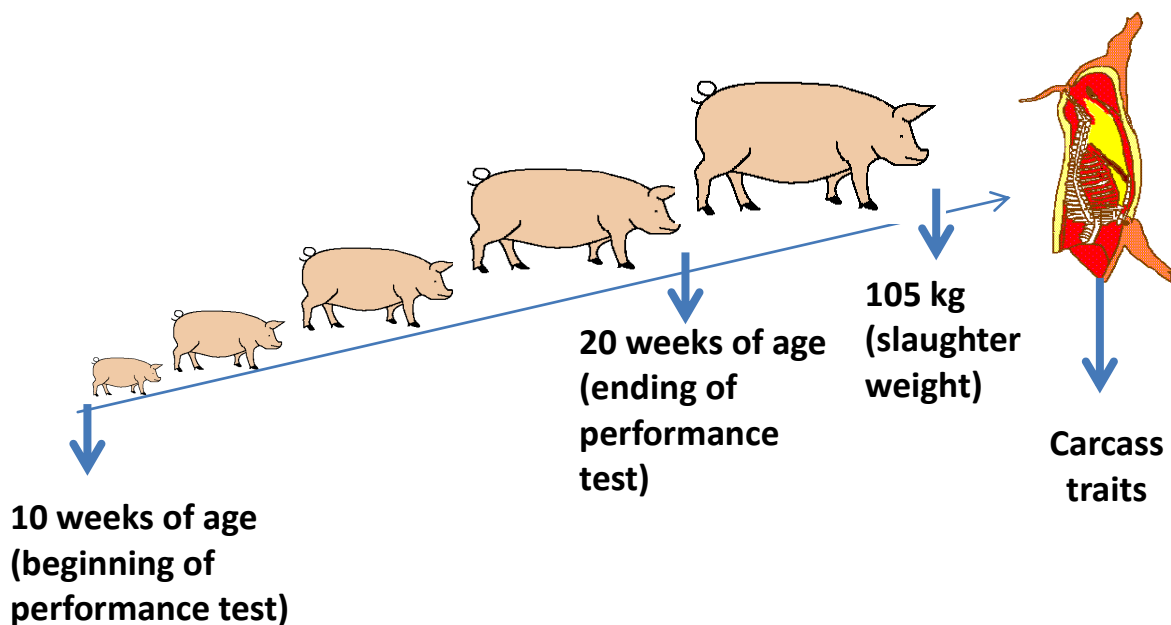 10 weeks of age
(beginning of
performance test)
20 weeks of age
(ending of
performance
test)
105 kg
(slaughter
weight)
Carcass
traits